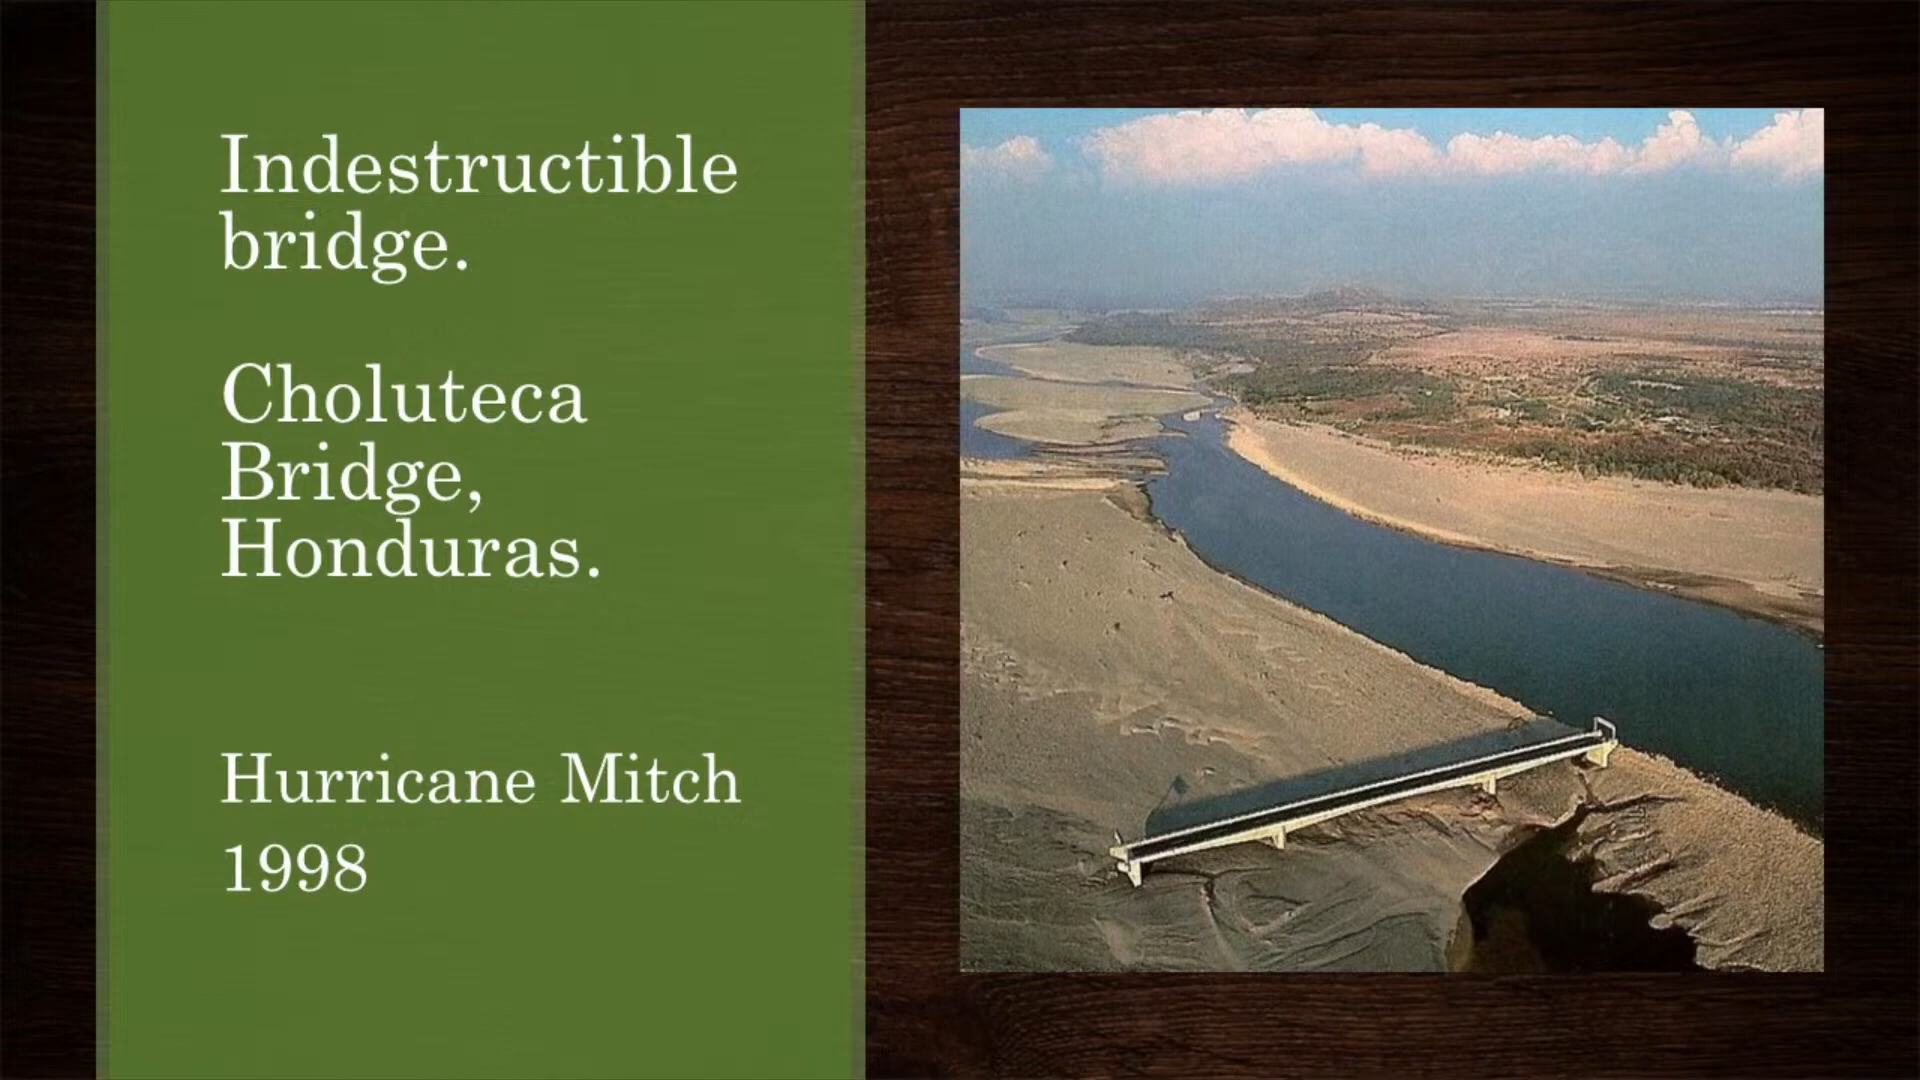 Indestructible
bridge.
Choluteca
Bridge,
Honduras.
Hurricane Mitch
1998